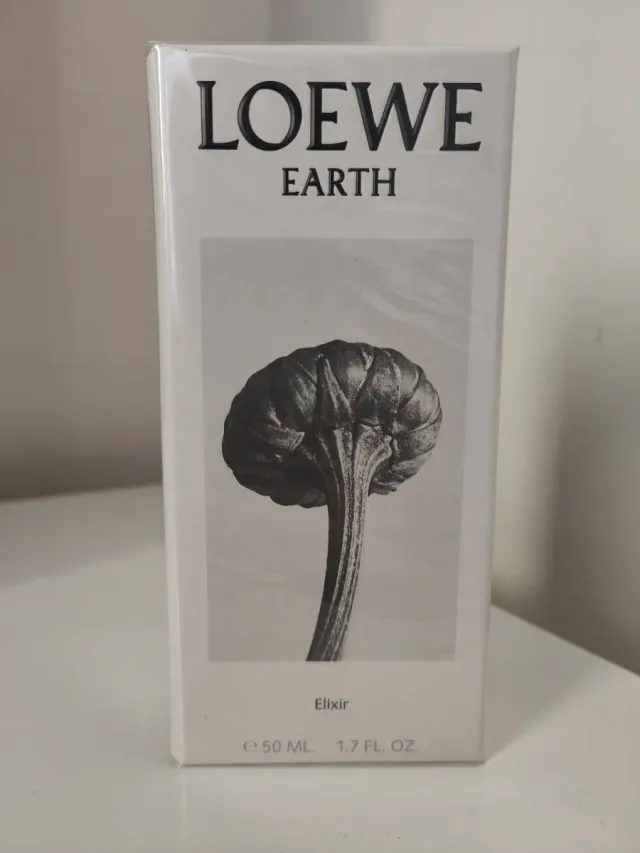 LOEWE
EARTH
Elixir
℮ 50 ML. 1.7 FL. OZ.